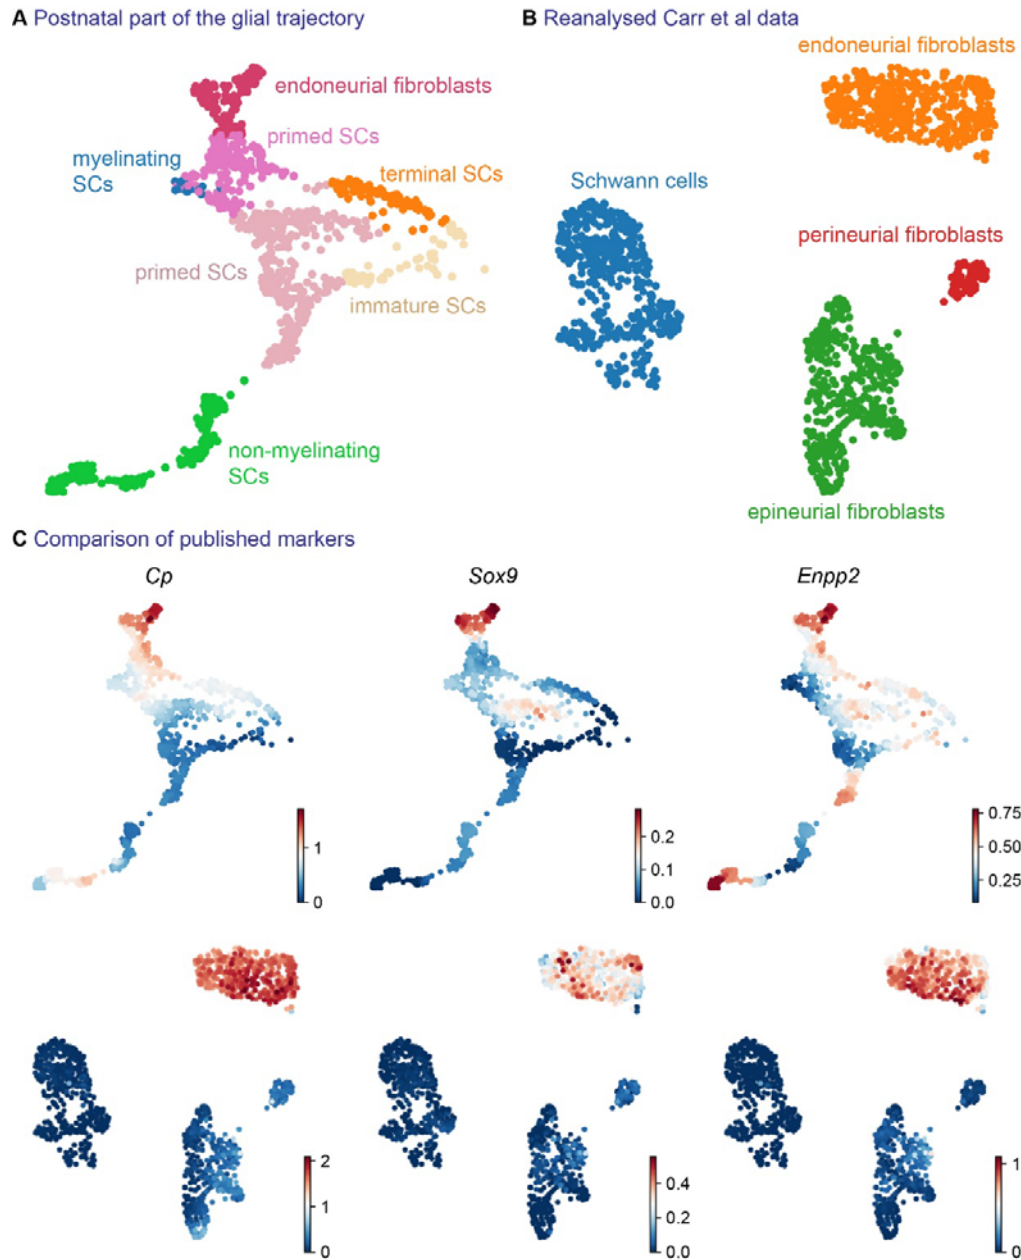 A Postnatal part of the glial trajectory
endoneurial fibroblasts
primed SCs
myelinating
SCs
terminal SCs
primed SCs
immature SCs
non-myelinating
SCs
B Reanalysed Carr et al data
endoneurial fibroblasts
Schwann cells
perineurial fibroblasts
epineurial fibroblasts
C Comparison of published markers
Cp
Sox9
Enpp2
1
0
0.2
0.1
0.0
0.75
0.50
0.25
2
1
0
0.4
0.2
0.0
1
0